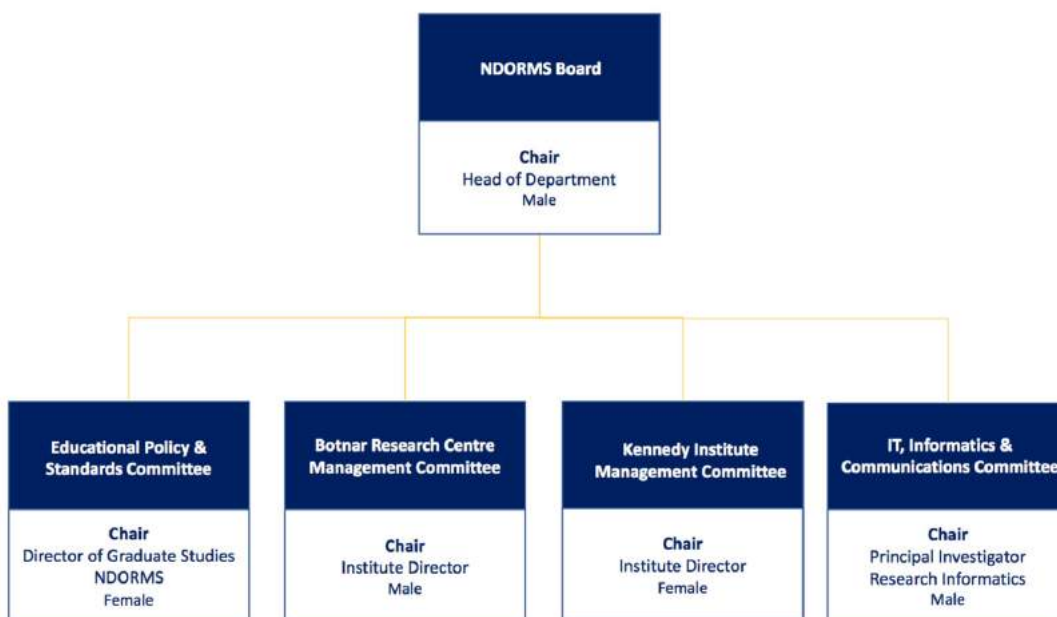 NDORMS Board
Chair
Head of Department
Male
Educational Policy &
Standards Committee
Chair
Director of Graduate Studies
NDORMS
Female
Botnar Research Centre
Management Committee
Chair
Institute Director
Male
Kennedy Institute
Management Committee
Chair
Institute Director
Female
IT, Informatics &
Communications Committee
Chair
Principal Investigator
Research Informatics
Male